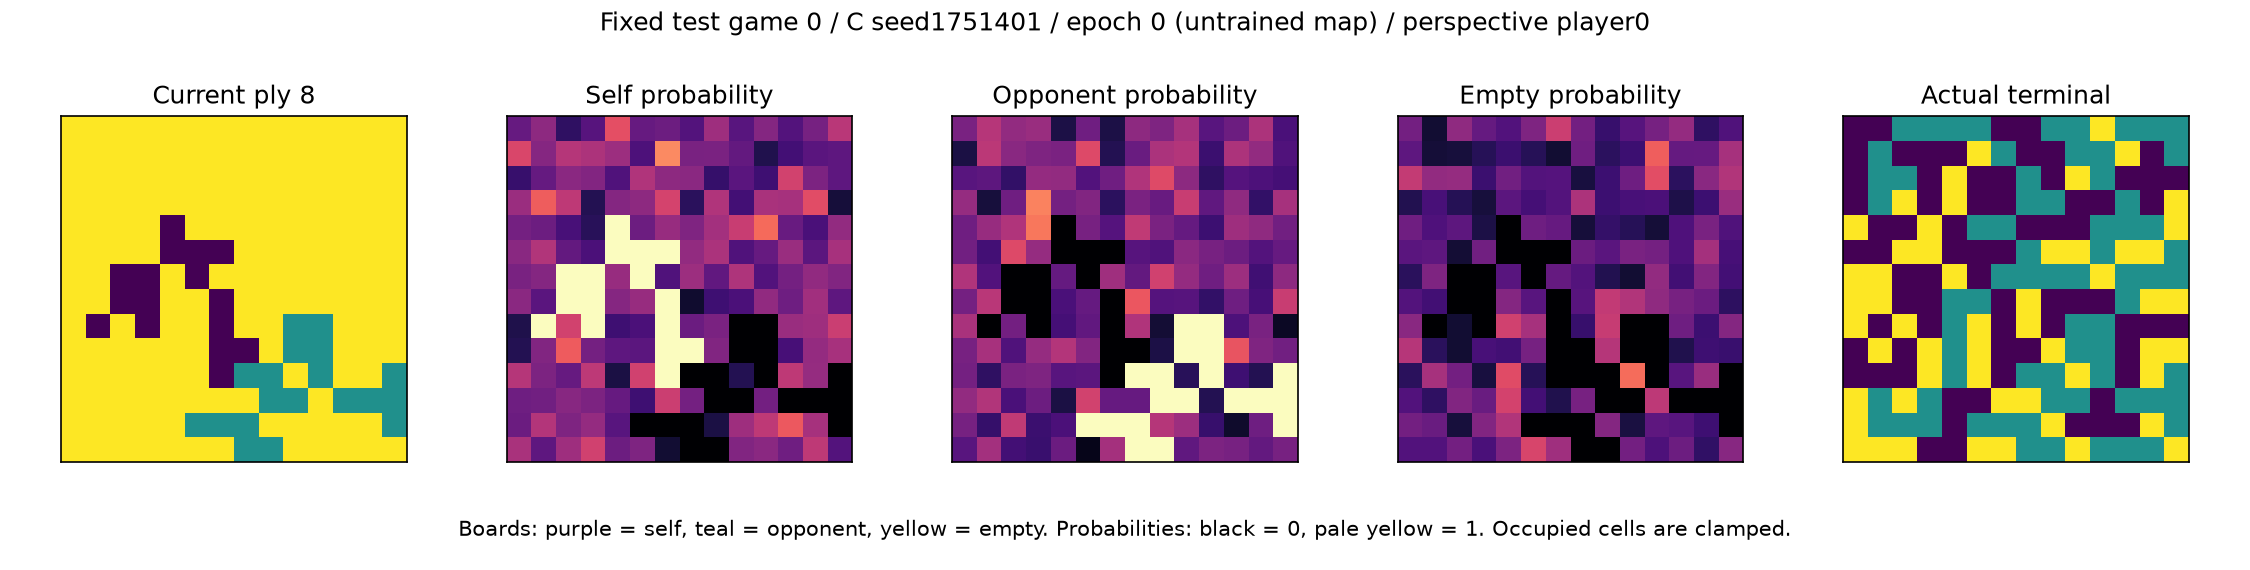 Fixed test game 0 / C seed1751401 / epoch 0 (untrained map) / perspective player0
Current ply 8
Self probability
Opponent probability
Empty probability
Actual terminal
Boards: purple = self, teal = opponent, yellow = empty. Probabilities: black = 0, pale yellow = 1. Occupied cells are clamped.